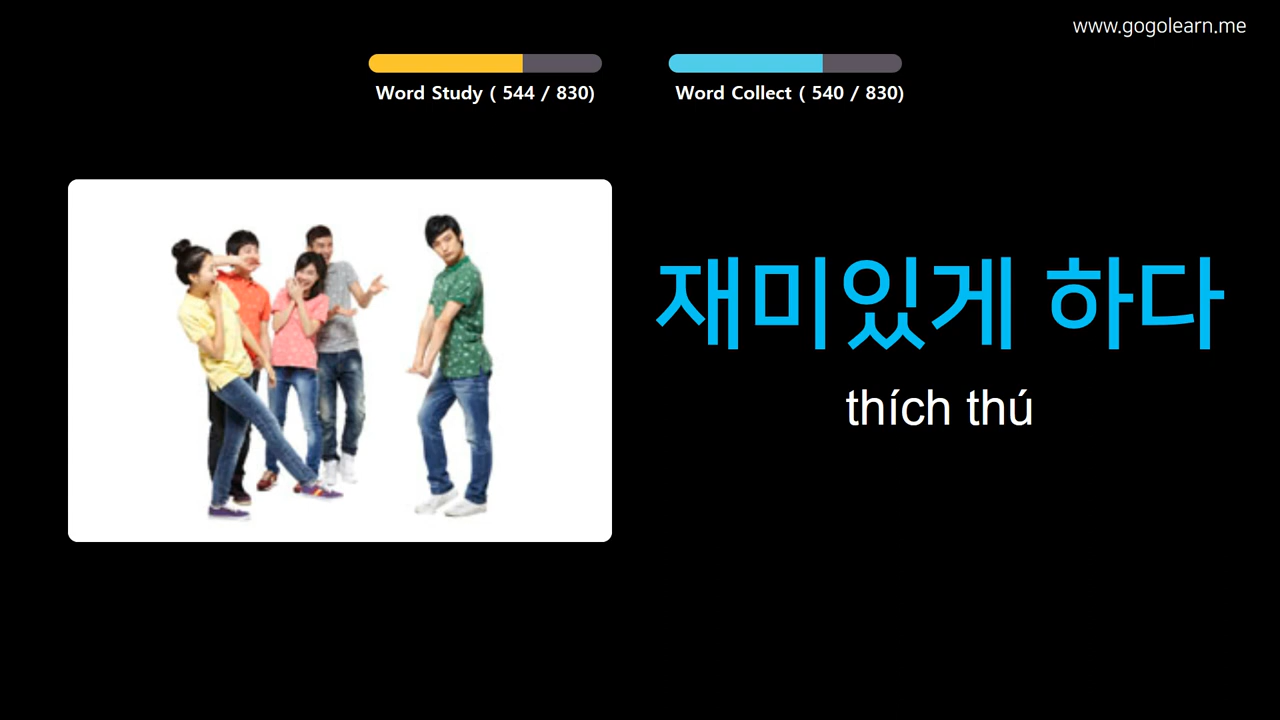 www.gogolearn.me
Word Study ( 544 / 830)
Word Collect ( 540 / 830)
재미있게 하다
thích thú